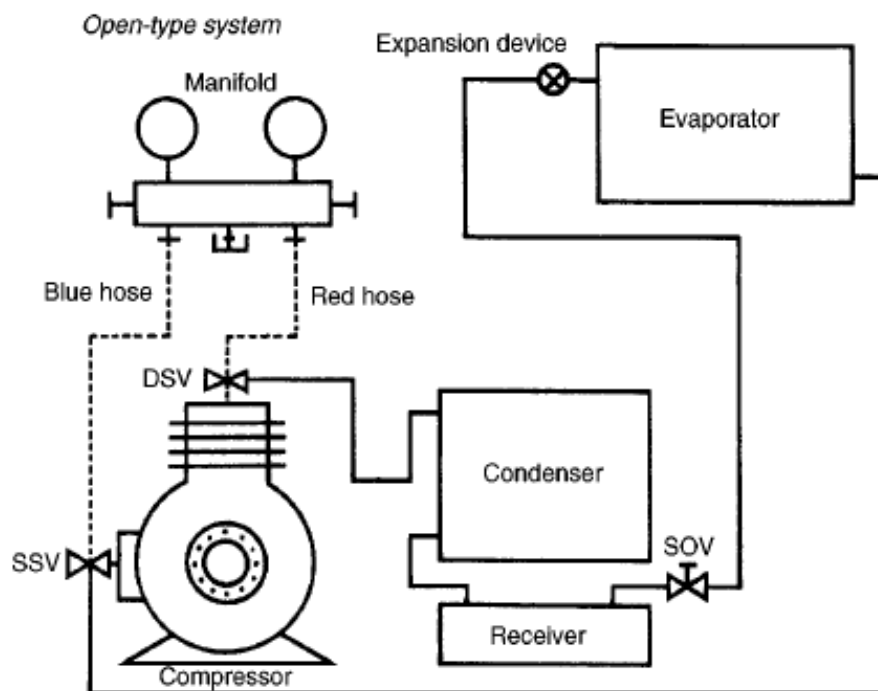 Open-type system
Manifold
Expansion device
Evaporator
Blue hose
Red hose
DSV
Condenser
SSV
SOV
Receiver
Compressor